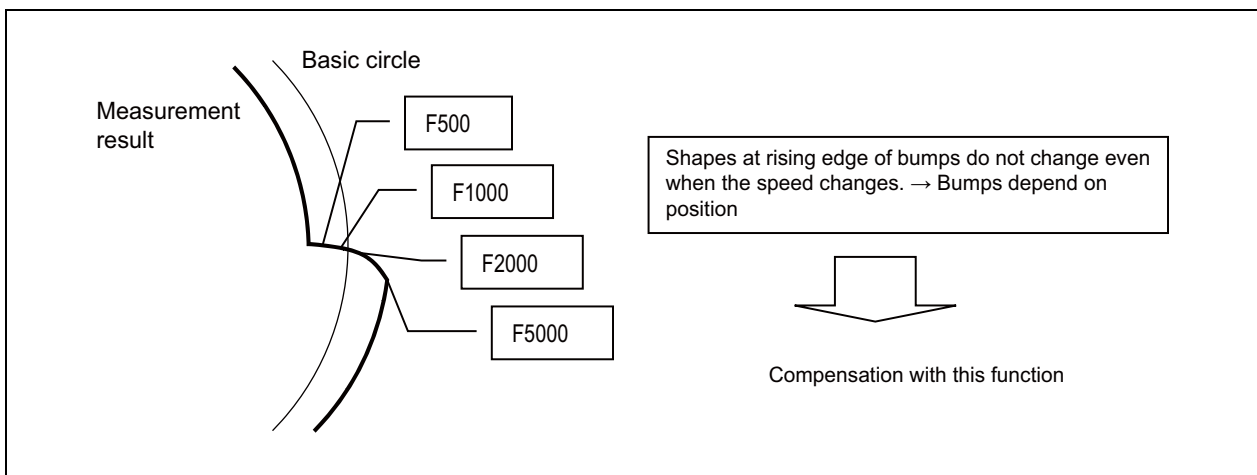 Basic circle
Measurement
result
F500
F1000
F2000
F5000
Shapes at rising edge of bumps do not change even
when the speed changes. → Bumps depend on
position
Compensation with this function